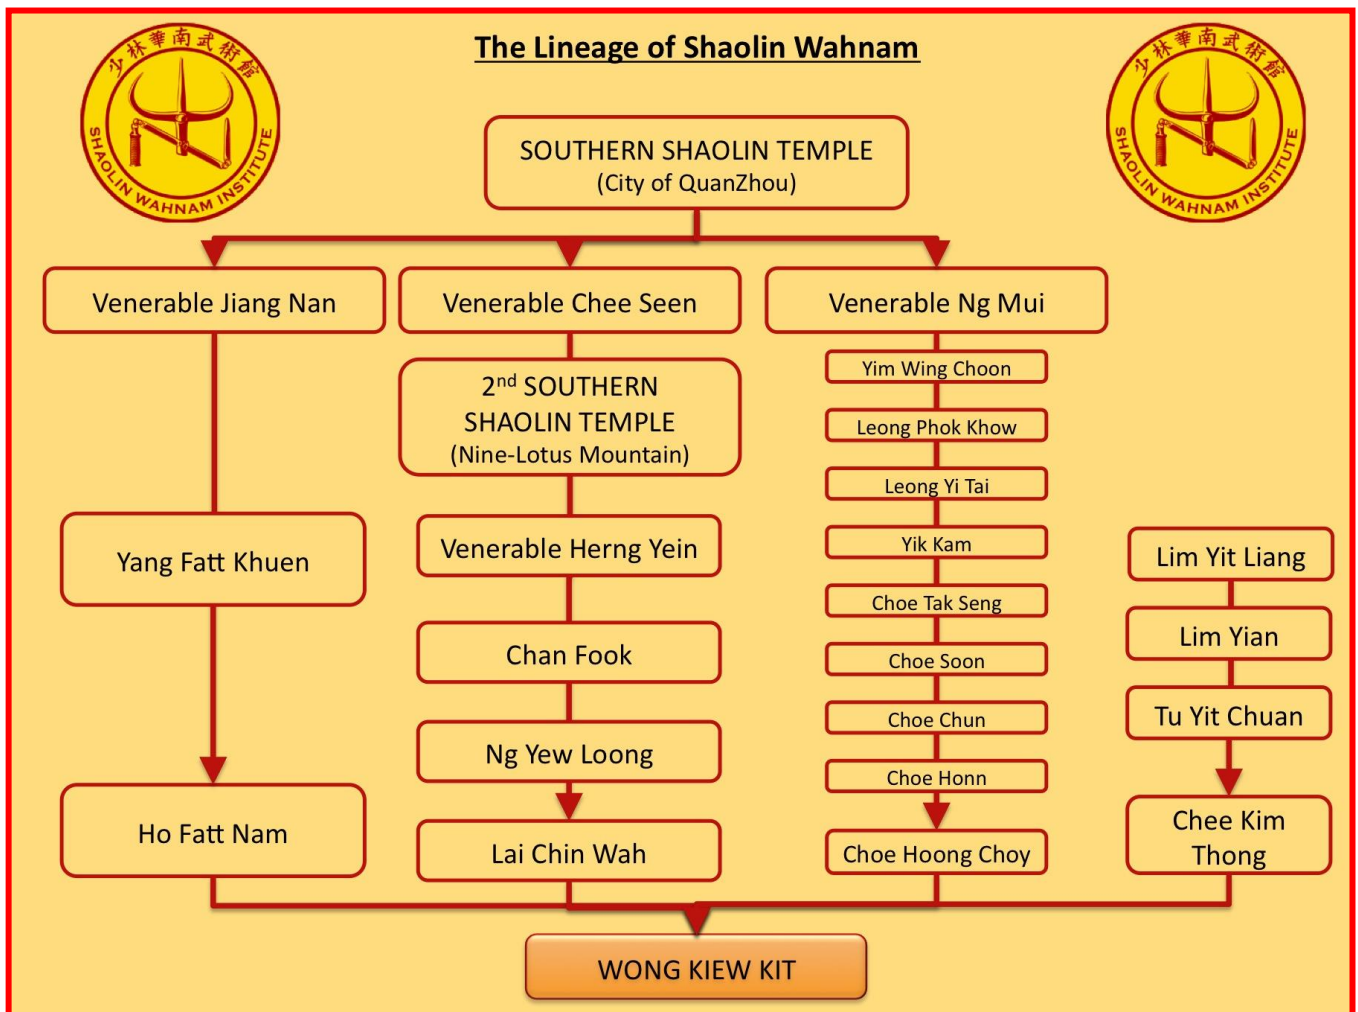 The Lineage of Shaolin Wahnam
少林華南武術館
SHAOLIN WAHNAM INSTITUTE
少林華南武術館
SHAOLIN WAHNAM INSTITUTE
SOUTHERN SHAOLIN TEMPLE
(City of QuanZhou)
Venerable Jiang Nan
Venerable Chee Seen
Venerable Ng Mui
2nd SOUTHERN
SHAOLIN TEMPLE
(Nine-Lotus Mountain)
Yim Wing Choon
Leong Phok Khow
Leong Yi Tai
Yang Fatt Khuen
Venerable Herng Yein
Yik Kam
Lim Yit Liang
Choe Tak Seng
Lim Yian
Chan Fook
Choe Soon
Choe Chun
Tu Yit Chuan
Ng Yew Loong
Choe Honn
Ho Fatt Nam
Lai Chin Wah
Choe Hoong Choy
Chee Kim
Thong
WONG KIEW KIT